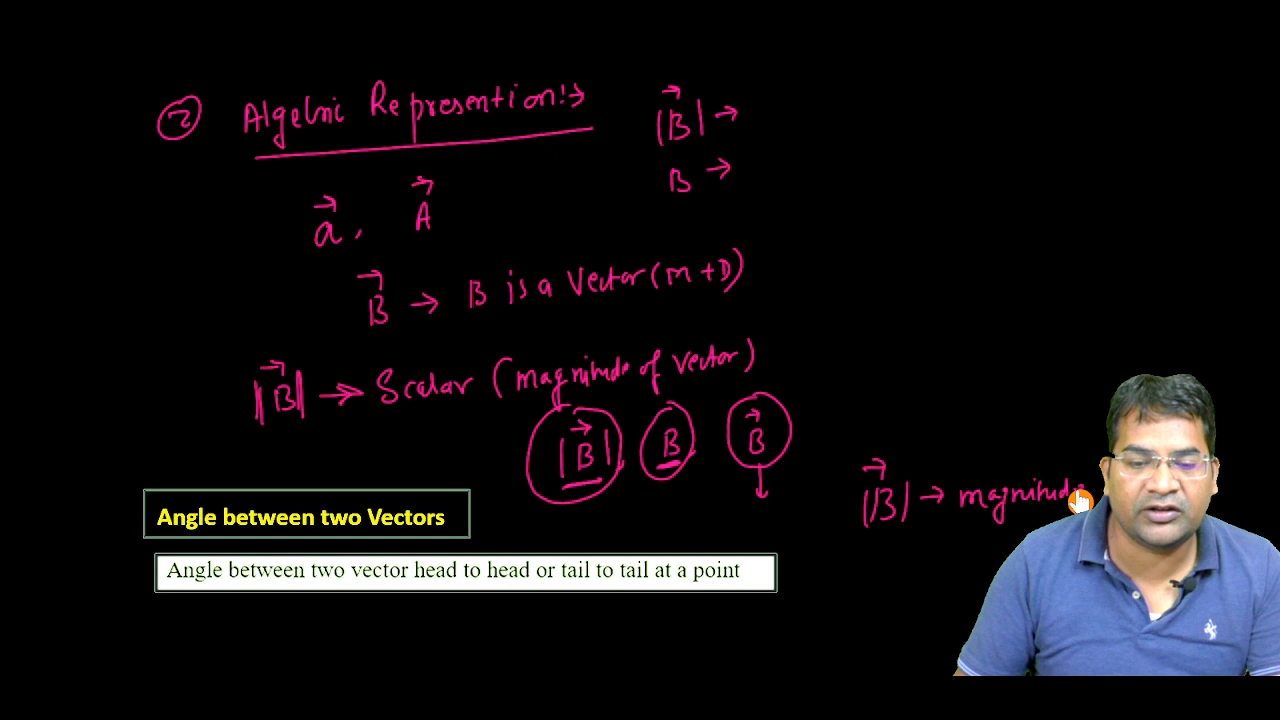 ② Algebric Represention:→
|B⃗| →
B →
a⃗ , A⃗
B⃗ → B is a Vector (m + D)
|B⃗| → Scalar (magnitude of vector)
|B⃗| B B⃗
|B⃗| → magnitude
Angle between two Vectors
Angle between two vector head to head or tail to tail at a point